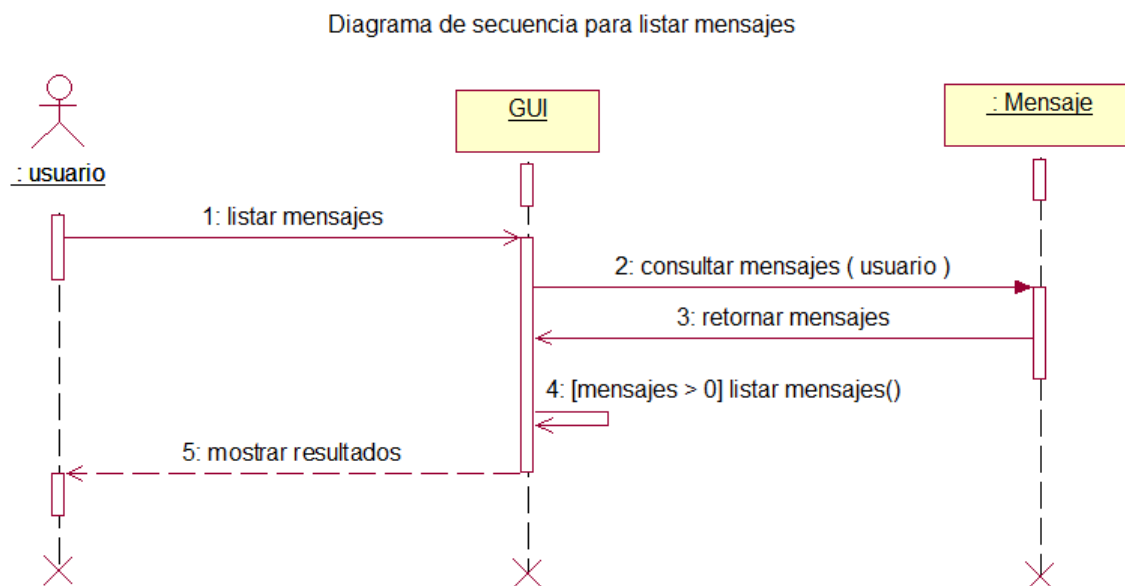 Diagrama de secuencia para listar mensajes
: usuario
GUI
: Mensaje
1: listar mensajes
2: consultar mensajes ( usuario )
3: retornar mensajes
4: [mensajes > 0] listar mensajes()
5: mostrar resultados